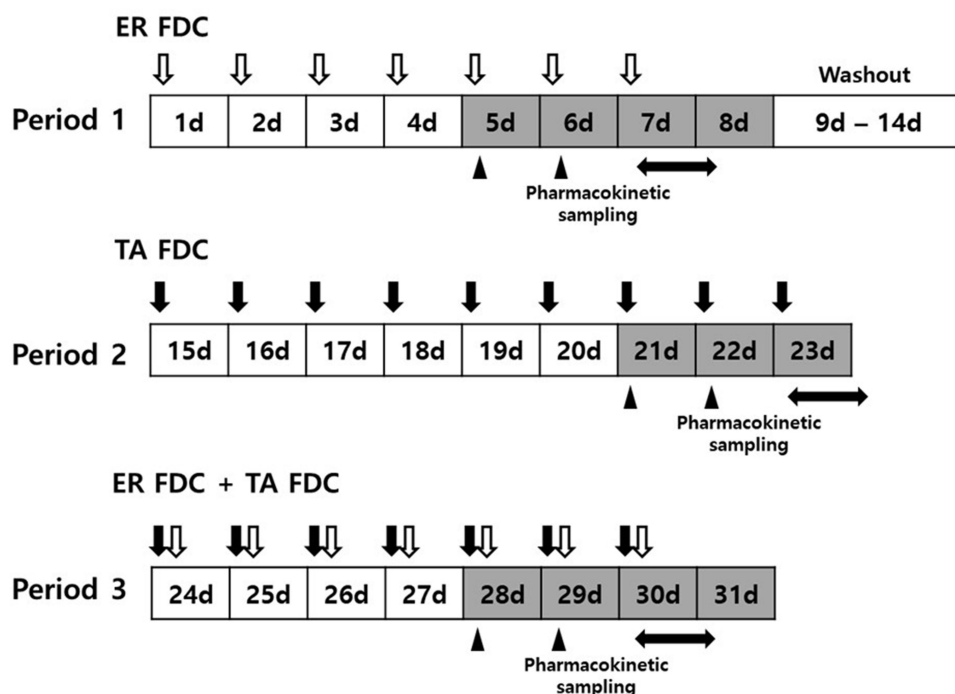 ER FDC
Washout
Period 1
1d 2d 3d 4d 5d 6d 7d 8d 9d – 14d
Pharmacokinetic
sampling
TA FDC
Period 2
15d 16d 17d 18d 19d 20d 21d 22d 23d
Pharmacokinetic
sampling
ER FDC + TA FDC
Period 3
24d 25d 26d 27d 28d 29d 30d 31d
Pharmacokinetic
sampling